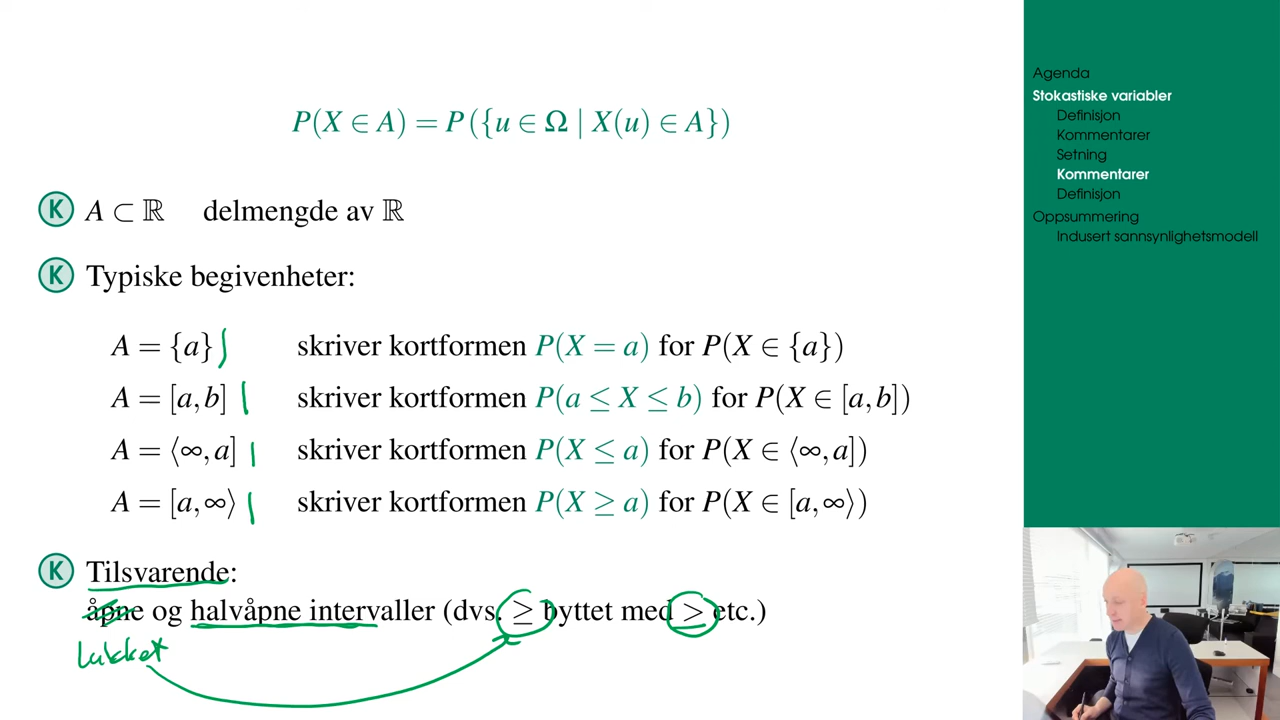 P(X ∈ A) = P({u ∈ Ω | X(u) ∈ A})
K A ⊂ ℝ delmengde av ℝ
K Typiske begivenheter:
A = {a} skriver kortformen P(X = a) for P(X ∈ {a})
A = [a, b] skriver kortformen P(a ≤ X ≤ b) for P(X ∈ [a, b])
A = ⟨∞, a] skriver kortformen P(X ≤ a) for P(X ∈ ⟨∞, a])
A = [a, ∞⟩ skriver kortformen P(X ≥ a) for P(X ∈ [a, ∞⟩)
K Tilsvarende:
åpne og halvåpne intervaller (dvs. ≥ byttet med > etc.)
lukket
Agenda
Stokastiske variabler
Definisjon
Kommentarer
Setning
Kommentarer
Definisjon
Oppsummering
Indusert sannsynlighetsmodell